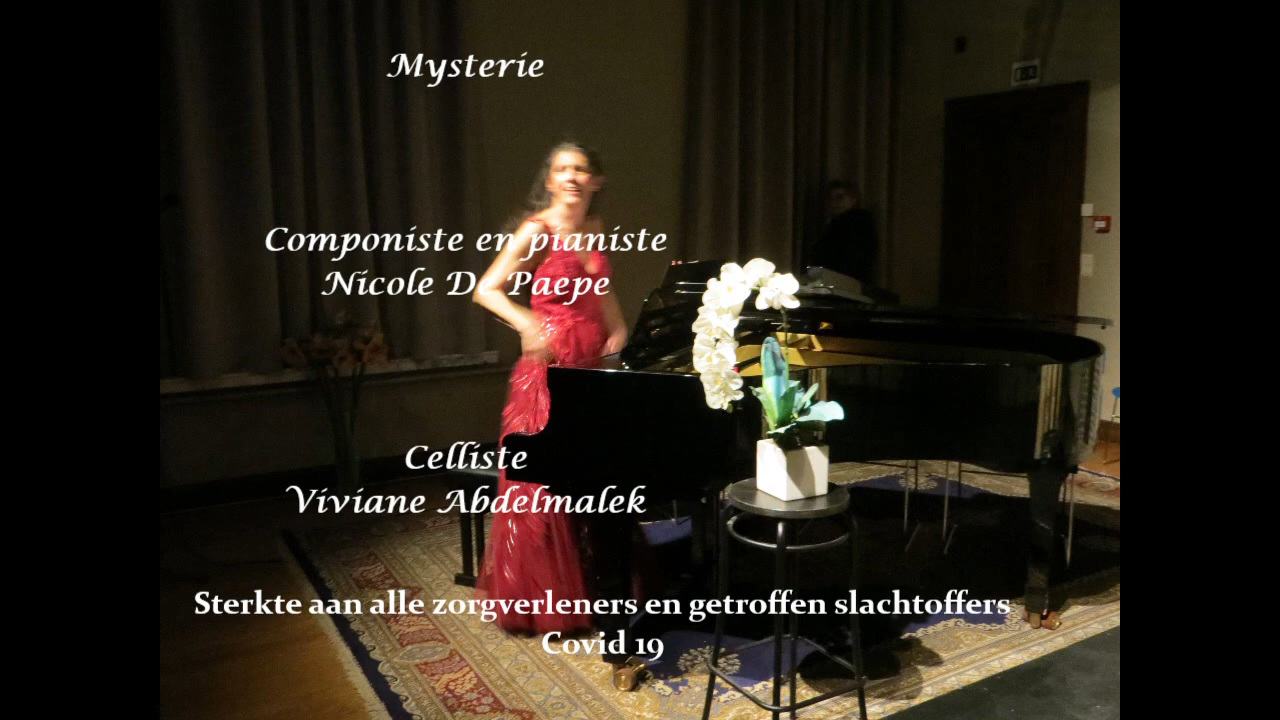 Mysterie
Componiste en pianiste
Nicole De Paepe
Celliste
Viviane Abdelmalek
Sterkte aan alle zorgverleners en getroffen slachtoffers
Covid 19